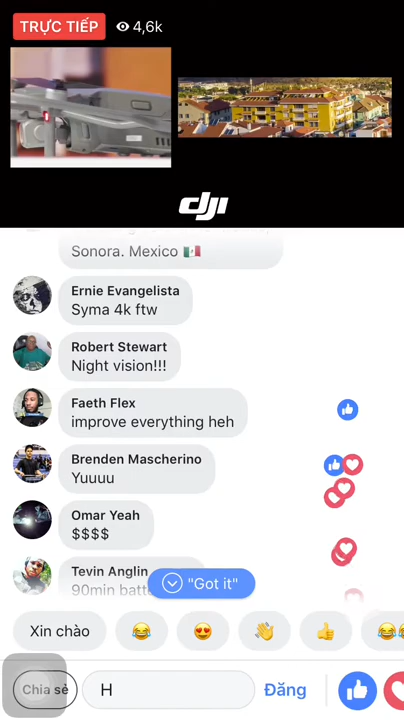 TRỰC TIẾP 4,6k
dji
Sonora. Mexico
Ernie Evangelista
Syma 4k ftw
Robert Stewart
Night vision!!!
Faeth Flex
improve everything heh
Brenden Mascherino
Yuuuu
Omar Yeah
$$$$
Tevin Anglin
90min
"Got it"
Xin chào
Chia sẻ
H
Đăng